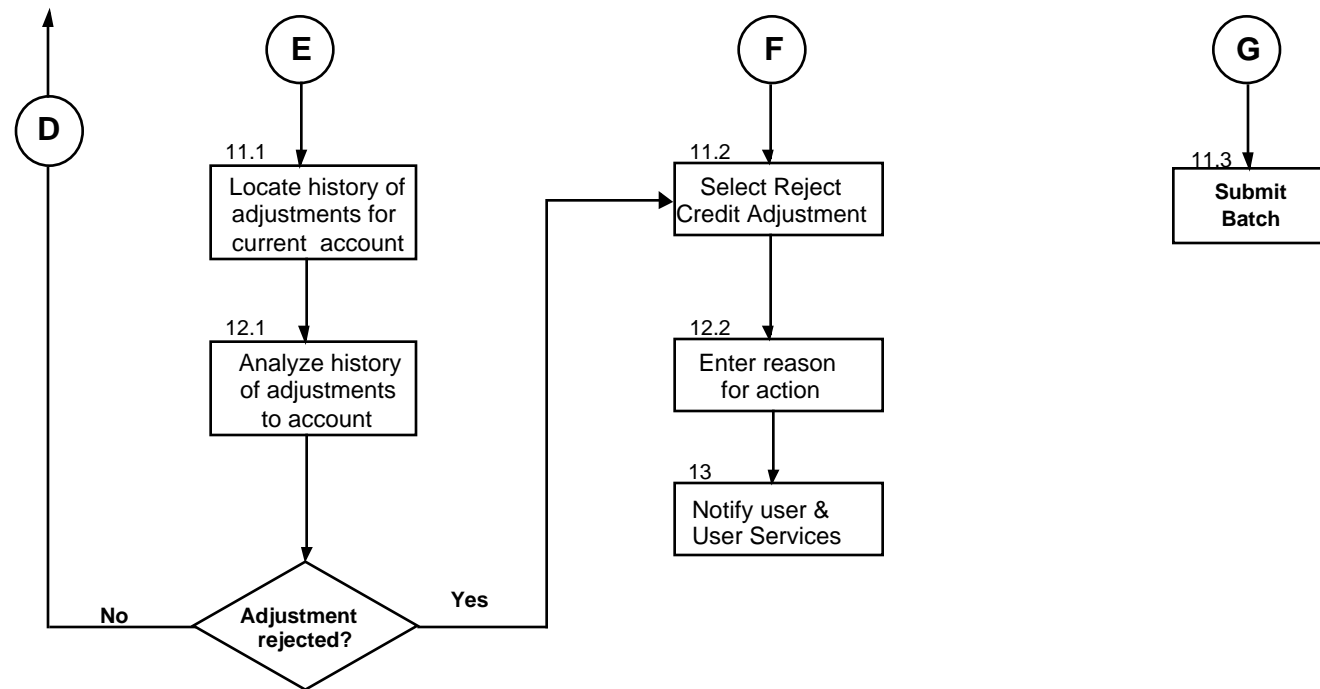 E
F
G
D
11.1
Locate history of
adjustments for
current account
11.2
Select Reject
Credit Adjustment
11.3
Submit
Batch
12.1
Analyze history
of adjustments
to account
12.2
Enter reason
for action
13
Notify user &
User Services
No
Adjustment
rejected?
Yes